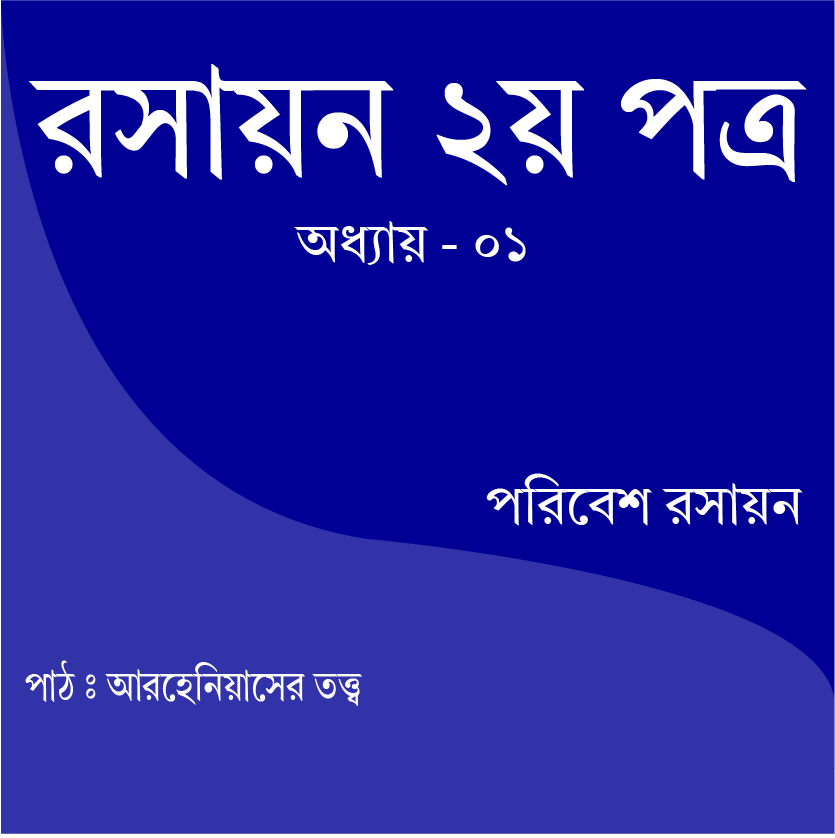 রসায়ন ২য় পত্র
অধ্যায় - ০১
পরিবেশ রসায়ন
পাঠ ঃ আরহেনিয়াসের তত্ত্ব